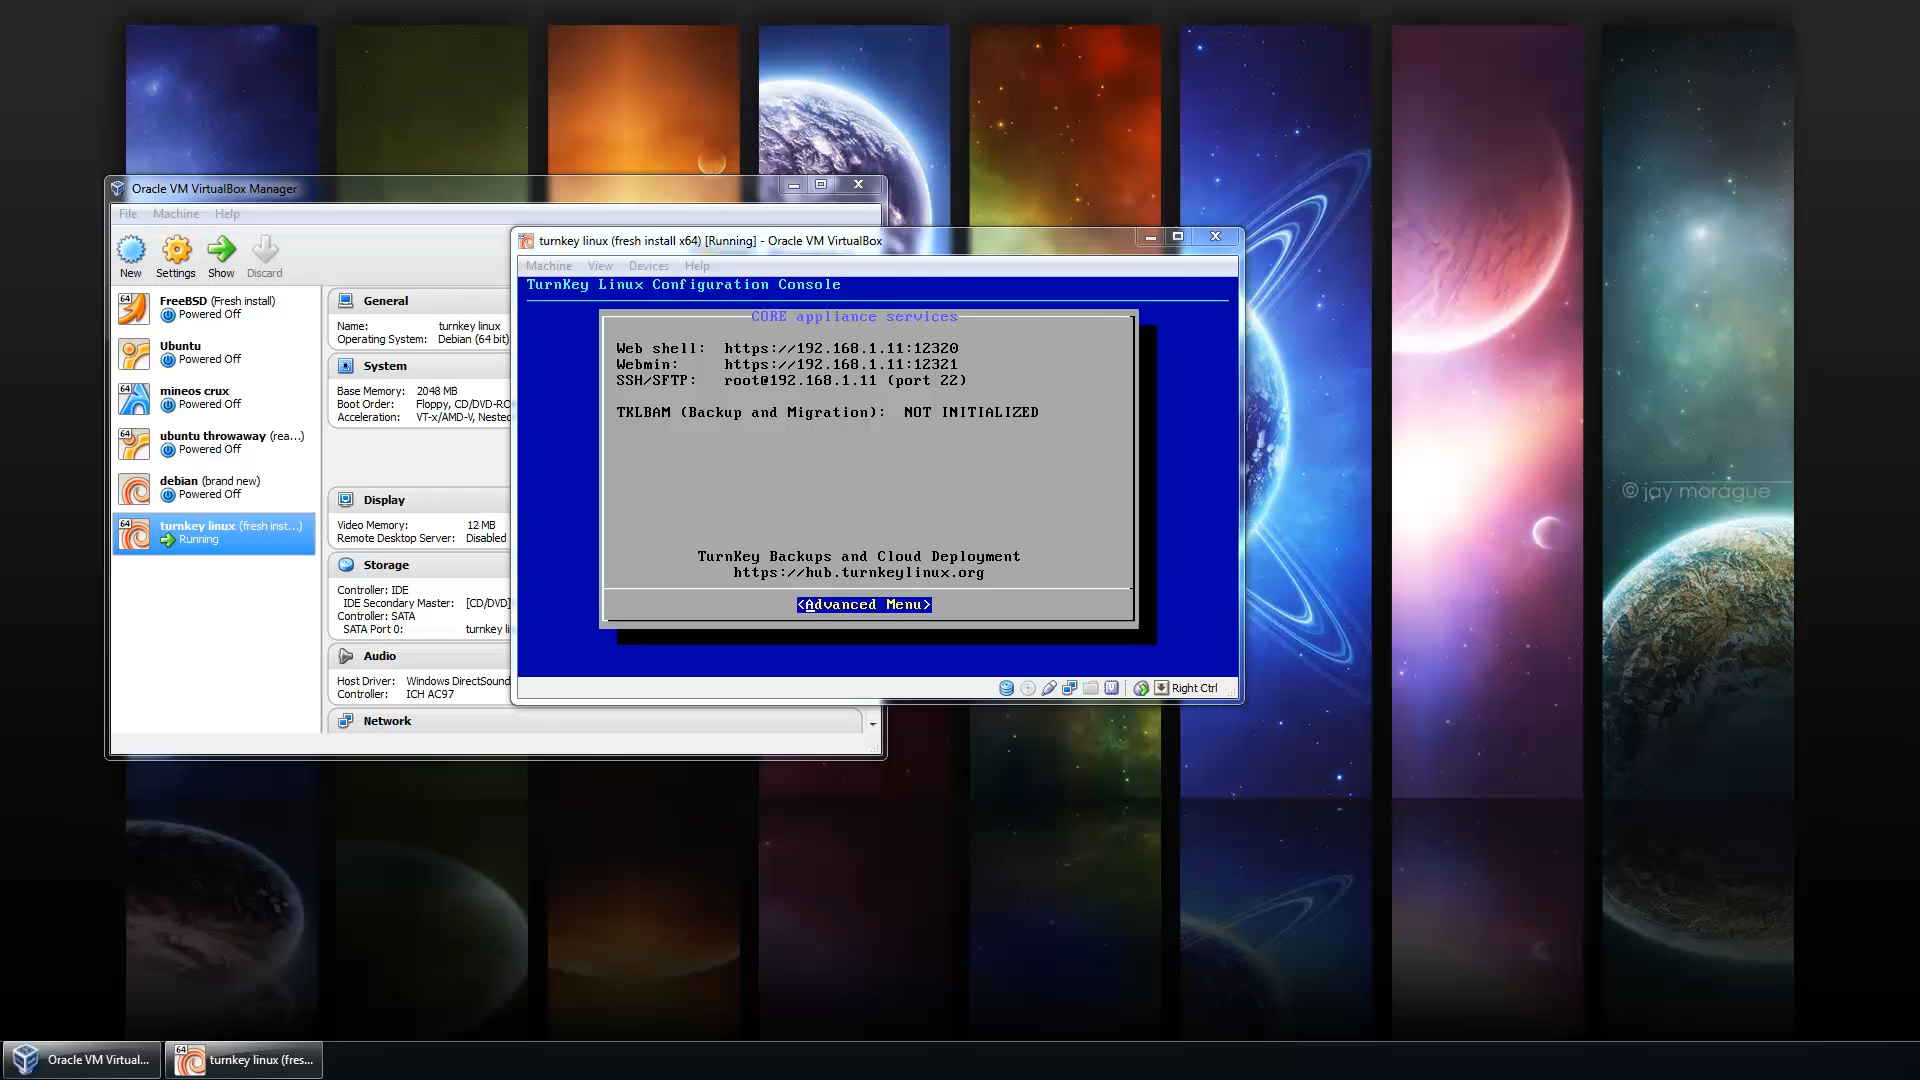 Oracle VM VirtualBox Manager
File Machine Help
New Settings Show Discard
64 FreeBSD (Fresh install)
Powered Off
Ubuntu
Powered Off
64 mineos crux
Powered Off
64 ubuntu throwaway (rea...)
Powered Off
debian (brand new)
Powered Off
64 turnkey linux (fresh inst...)
Running
General
Name: turnkey linux
Operating System: Debian (64 bit)
System
Base Memory: 2048 MB
Boot Order: Floppy, CD/DVD-RO
Acceleration: VT-x/AMD-V, Nested
Display
Video Memory: 12 MB
Remote Desktop Server: Disabled
Storage
Controller: IDE
IDE Secondary Master: [CD/DVD]
Controller: SATA
SATA Port 0: turnkey li
Audio
Host Driver: Windows DirectSound
Controller: ICH AC97
Network
turnkey linux (fresh install x64) [Running] - Oracle VM VirtualBox
Machine View Devices Help
TurnKey Linux Configuration Console
CORE appliance services
Web shell: https://192.168.1.11:12320
Webmin: https://192.168.1.11:12321
SSH/SFTP: root@192.168.1.11 (port 22)
TKLBAM (Backup and Migration): NOT INITIALIZED
TurnKey Backups and Cloud Deployment
https://hub.turnkeylinux.org
<Advanced Menu>
Right Ctrl
© jay morague
Oracle VM Virtual...
64 turnkey linux (fres...